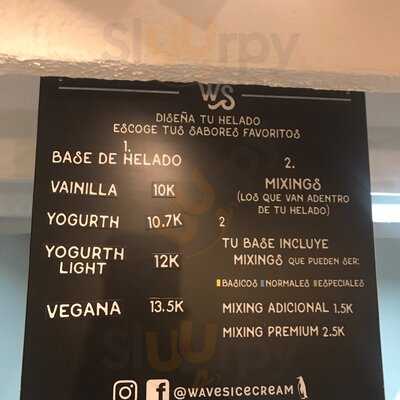 Sluurpy
WS
DISEÑA TU HELADO
ESCOGE TUS SABORES FAVORITOS
1.
BASE DE HELADO
VAINILLA 10K
YOGURTH 10.7K
YOGURTH LIGHT 12K
VEGANA 13.5K
2.
MIXINGS
(LOS QUE VAN ADENTRO
DE TU HELADO)
2
TU BASE INCLUYE
MIXINGS QUE PUEDEN SER:
BASICOS NORMALES ESPECIALES
MIXING ADICIONAL 1.5K
MIXING PREMIUM 2.5K
@WAVESICECREAM
Sluurpy